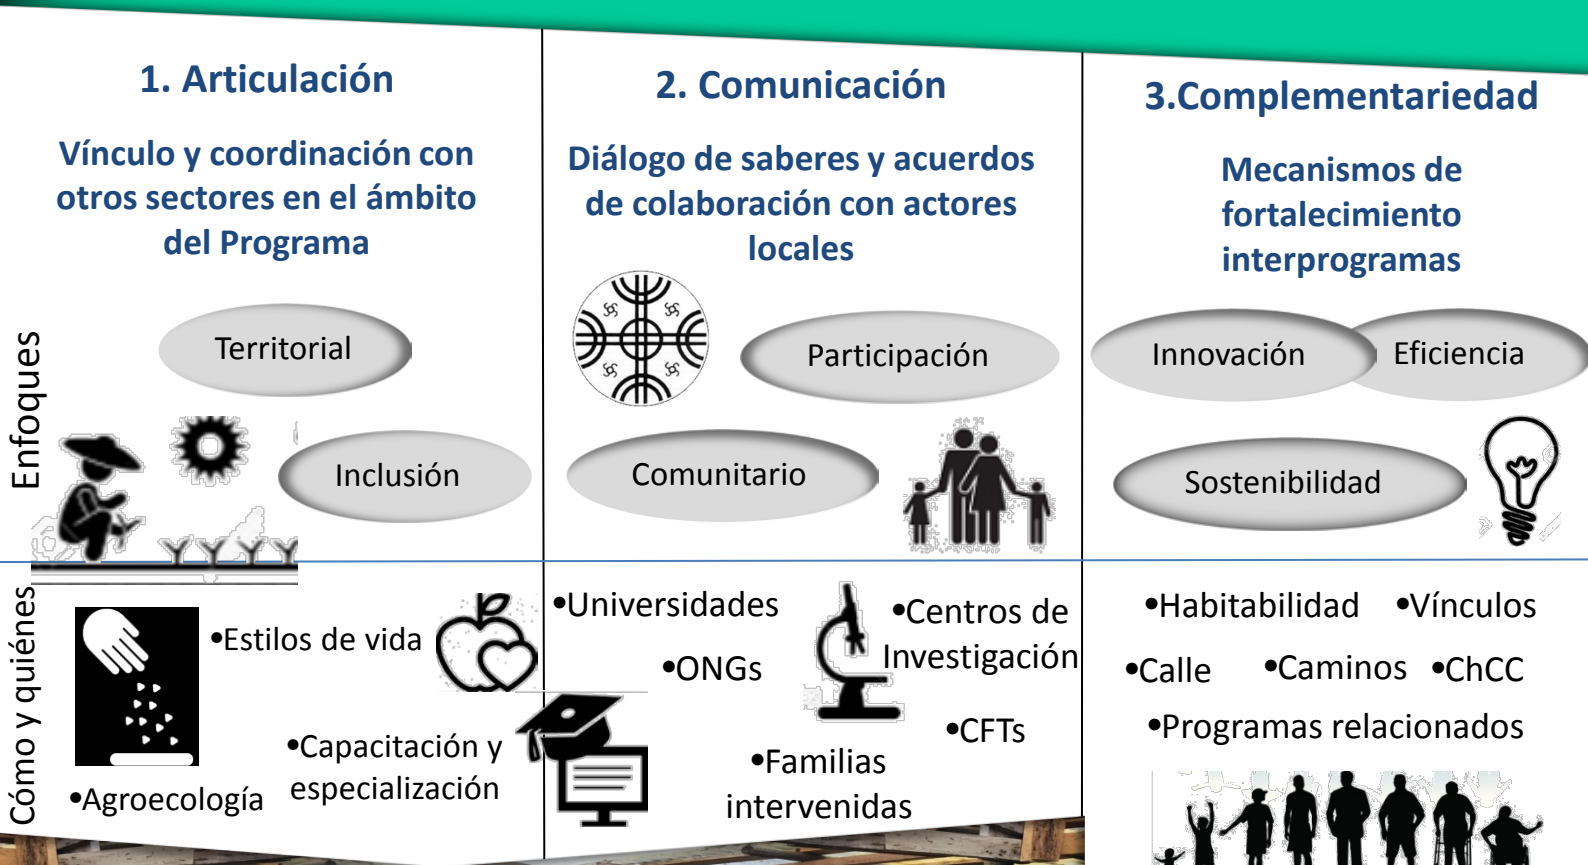 1. Articulación
Vínculo y coordinación con
otros sectores en el ámbito
del Programa
2. Comunicación
Diálogo de saberes y acuerdos
de colaboración con actores
locales
3.Complementariedad
Mecanismos de
fortalecimiento
interprogramas
Enfoques
Territorial
Inclusión
Participación
Comunitario
Innovación
Eficiencia
Sostenibilidad
Cómo y quiénes
•Estilos de vida
•Capacitación y
especialización
•Agroecología
•Universidades
•Centros de
Investigación
•ONGs
•CFTs
•Familias
intervenidas
•Habitabilidad
•Vínculos
•Calle
•Caminos
•ChCC
•Programas relacionados